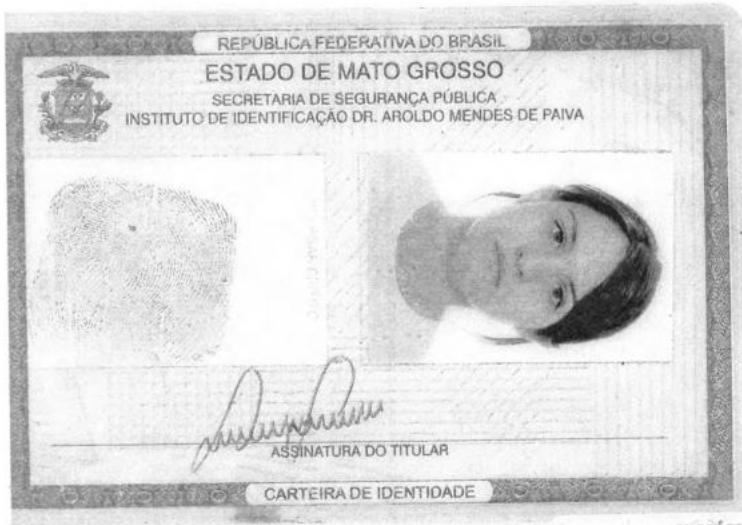 REPÚBLICA FEDERATIVA DO BRASIL
ESTADO DE MATO GROSSO
SECRETARIA DE SEGURANÇA PÚBLICA
INSTITUTO DE IDENTIFICAÇÃO DR. AROLDO MENDES DE PAIVA
ASSINATURA DO TITULAR
CARTEIRA DE IDENTIDADE